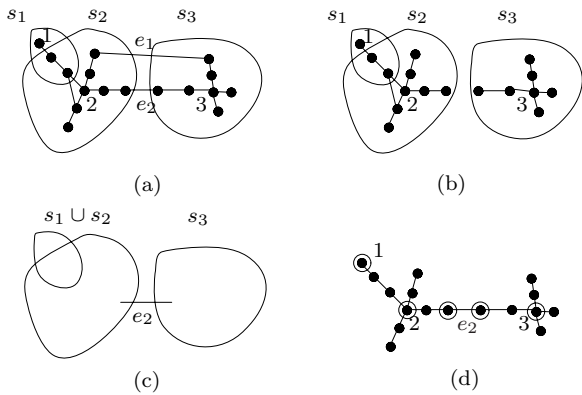 s₁ s₂ s₃ s₁ s₂ s₃
1 e₁ 1
2 e₂ 3 2 3
(a) (b)
s₁ ∪ s₂ s₃
1
e₂ 2 e₂ 3
(c) (d)